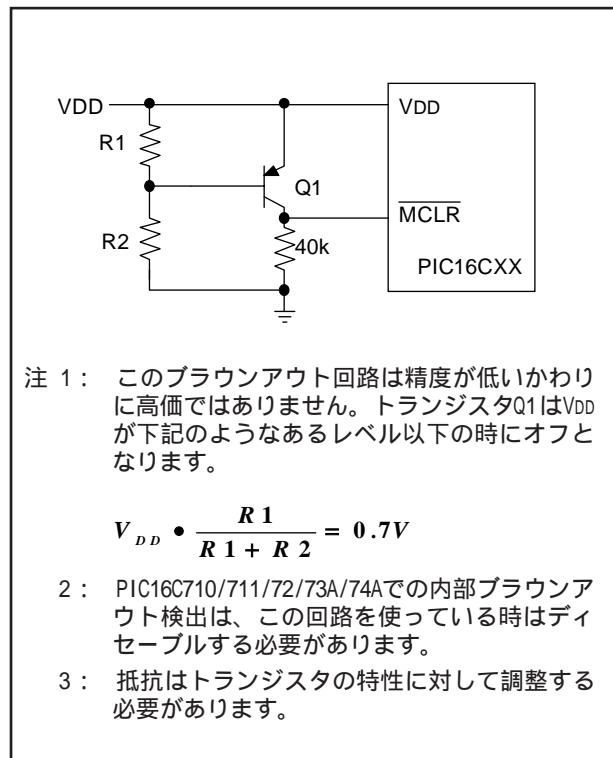 VDD
VDD
R1
Q1
MCLR
R2
40k
PIC16CXX
注 1： このブラウンアウト回路は精度が低いかわり
に高価ではありません。トランジスタQ1はVDD
が下記のようなあるレベル以下の時にオフと
なります。
VDD • R1 / (R1 + R2) = 0.7V
2： PIC16C710/711/72/73A/74Aでの内部ブラウンア
ウト検出は、この回路を使っている時はディ
セーブルする必要があります。
3： 抵抗はトランジスタの特性に対して調整する
必要があります。